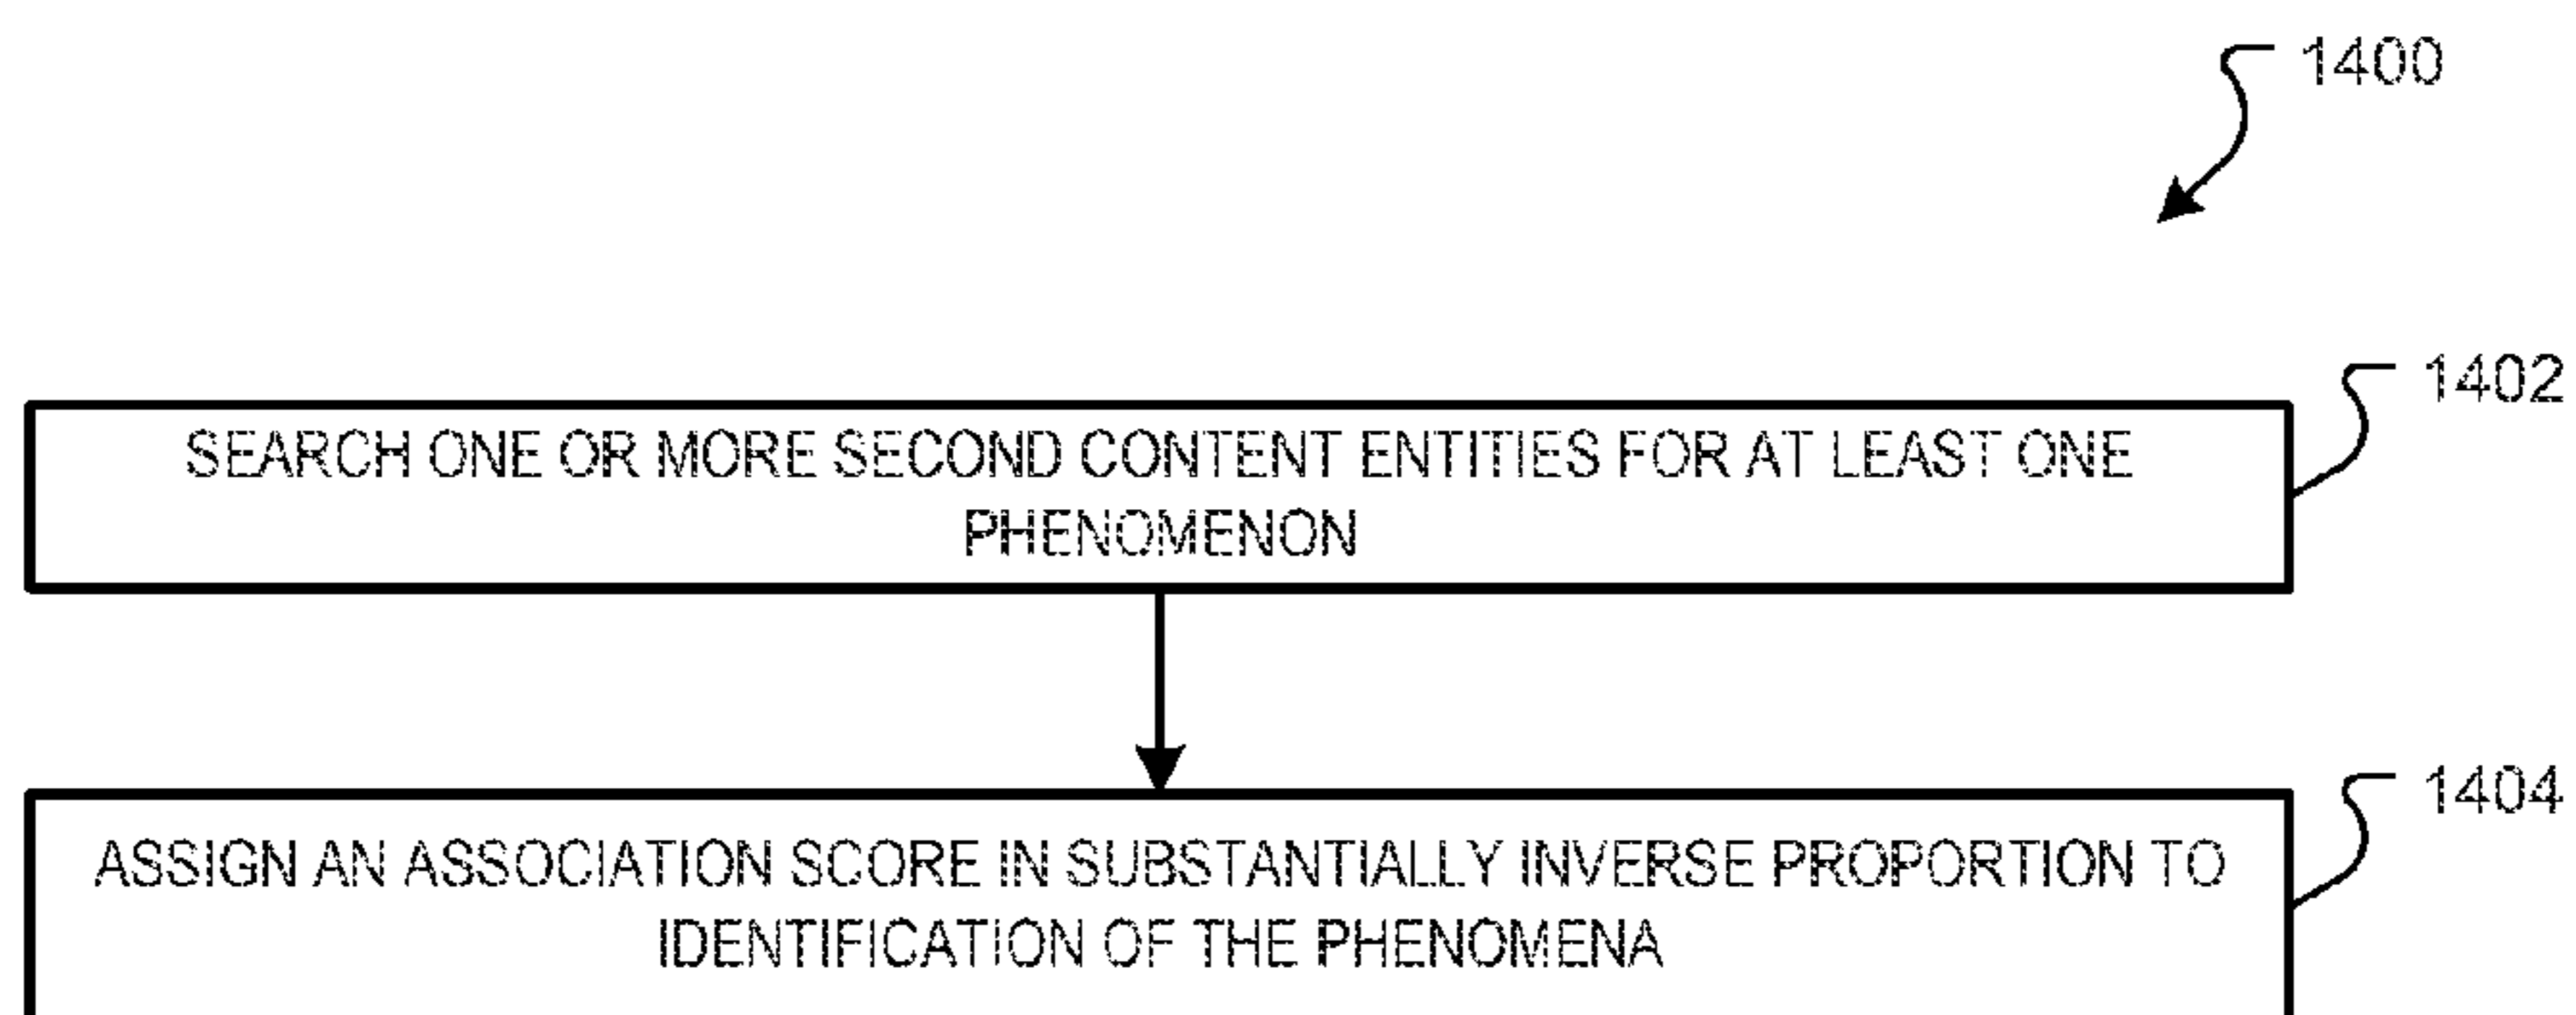 1400
1402
SEARCH ONE OR MORE SECOND CONTENT ENTITIES FOR AT LEAST ONE
PHENOMENON
1404
ASSIGN AN ASSOCIATION SCORE IN SUBSTANTIALLY INVERSE PROPORTION TO
IDENTIFICATION OF THE PHENOMENA